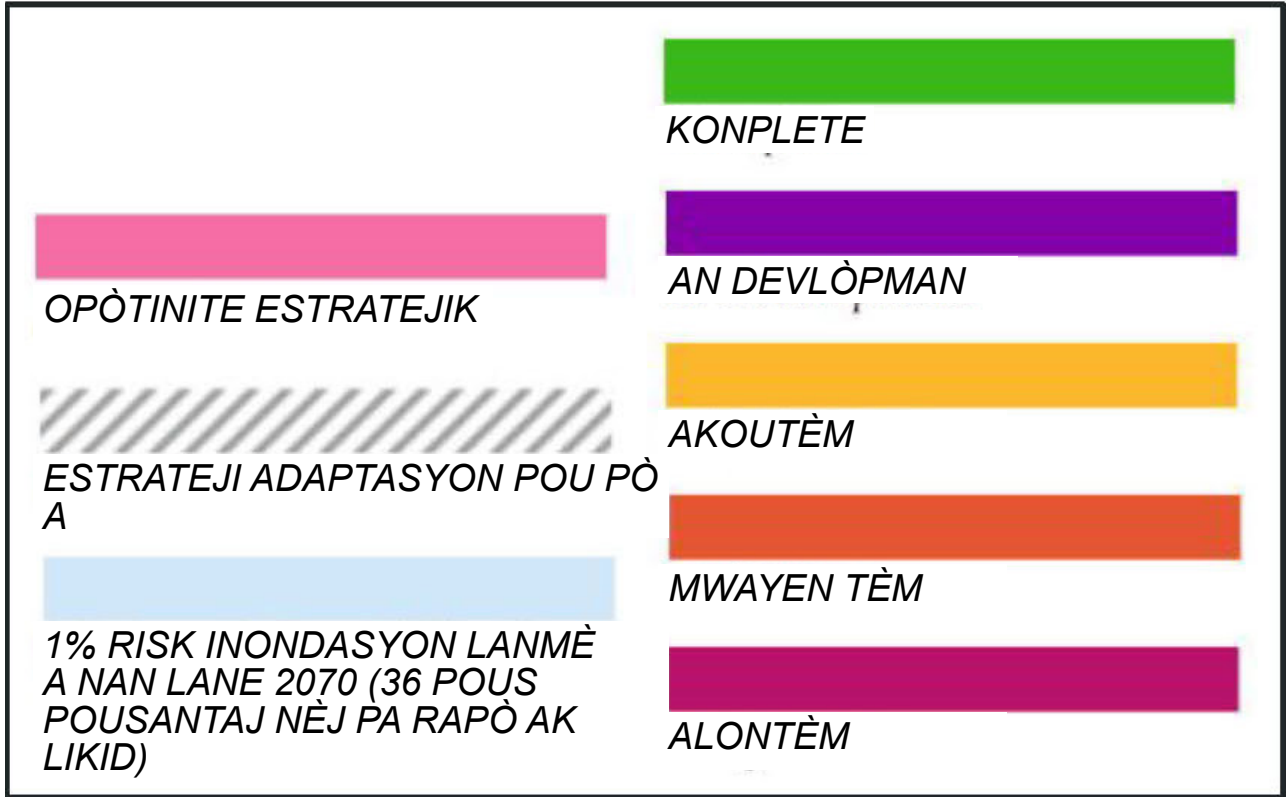 OPÒTINITE ESTRATEJIK
ESTRATEJI ADAPTASYON POU PÒ
A
1% RISK INONDASYON LANMÈ
A NAN LANE 2070 (36 POUS
POUSANTAJ NÈJ PA RAPÒ AK
LIKID)
KONPLETE
AN DEVLÒPMAN
AKOUTÈM
MWAYEN TÈM
ALONTÈM